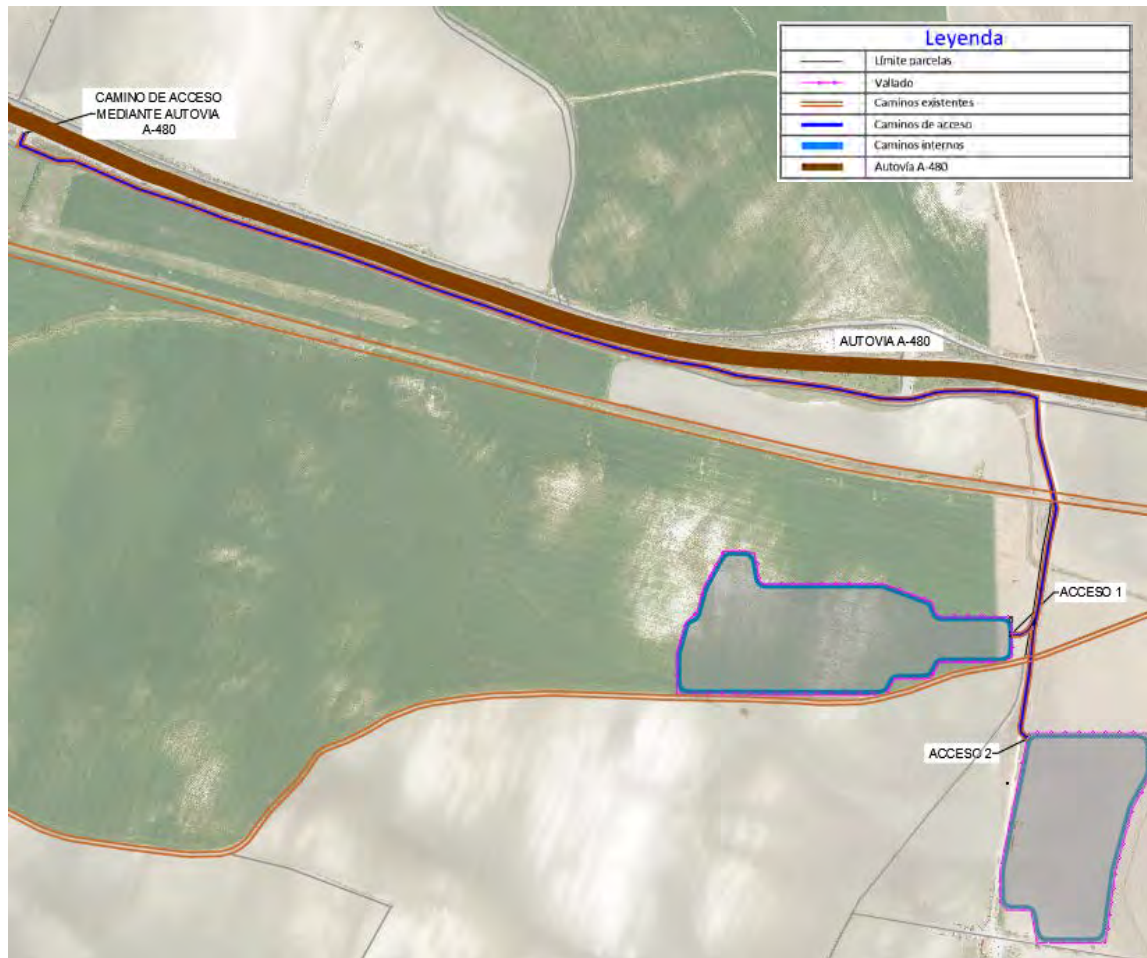 Leyenda
Límite parcelas
Vallado
Caminos existentes
Caminos de acceso
Caminos internos
Autovía A-480
CAMINO DE ACCESO
MEDIANTE AUTOVIA
A-480
AUTOVIA A-480
ACCESO 1
ACCESO 2